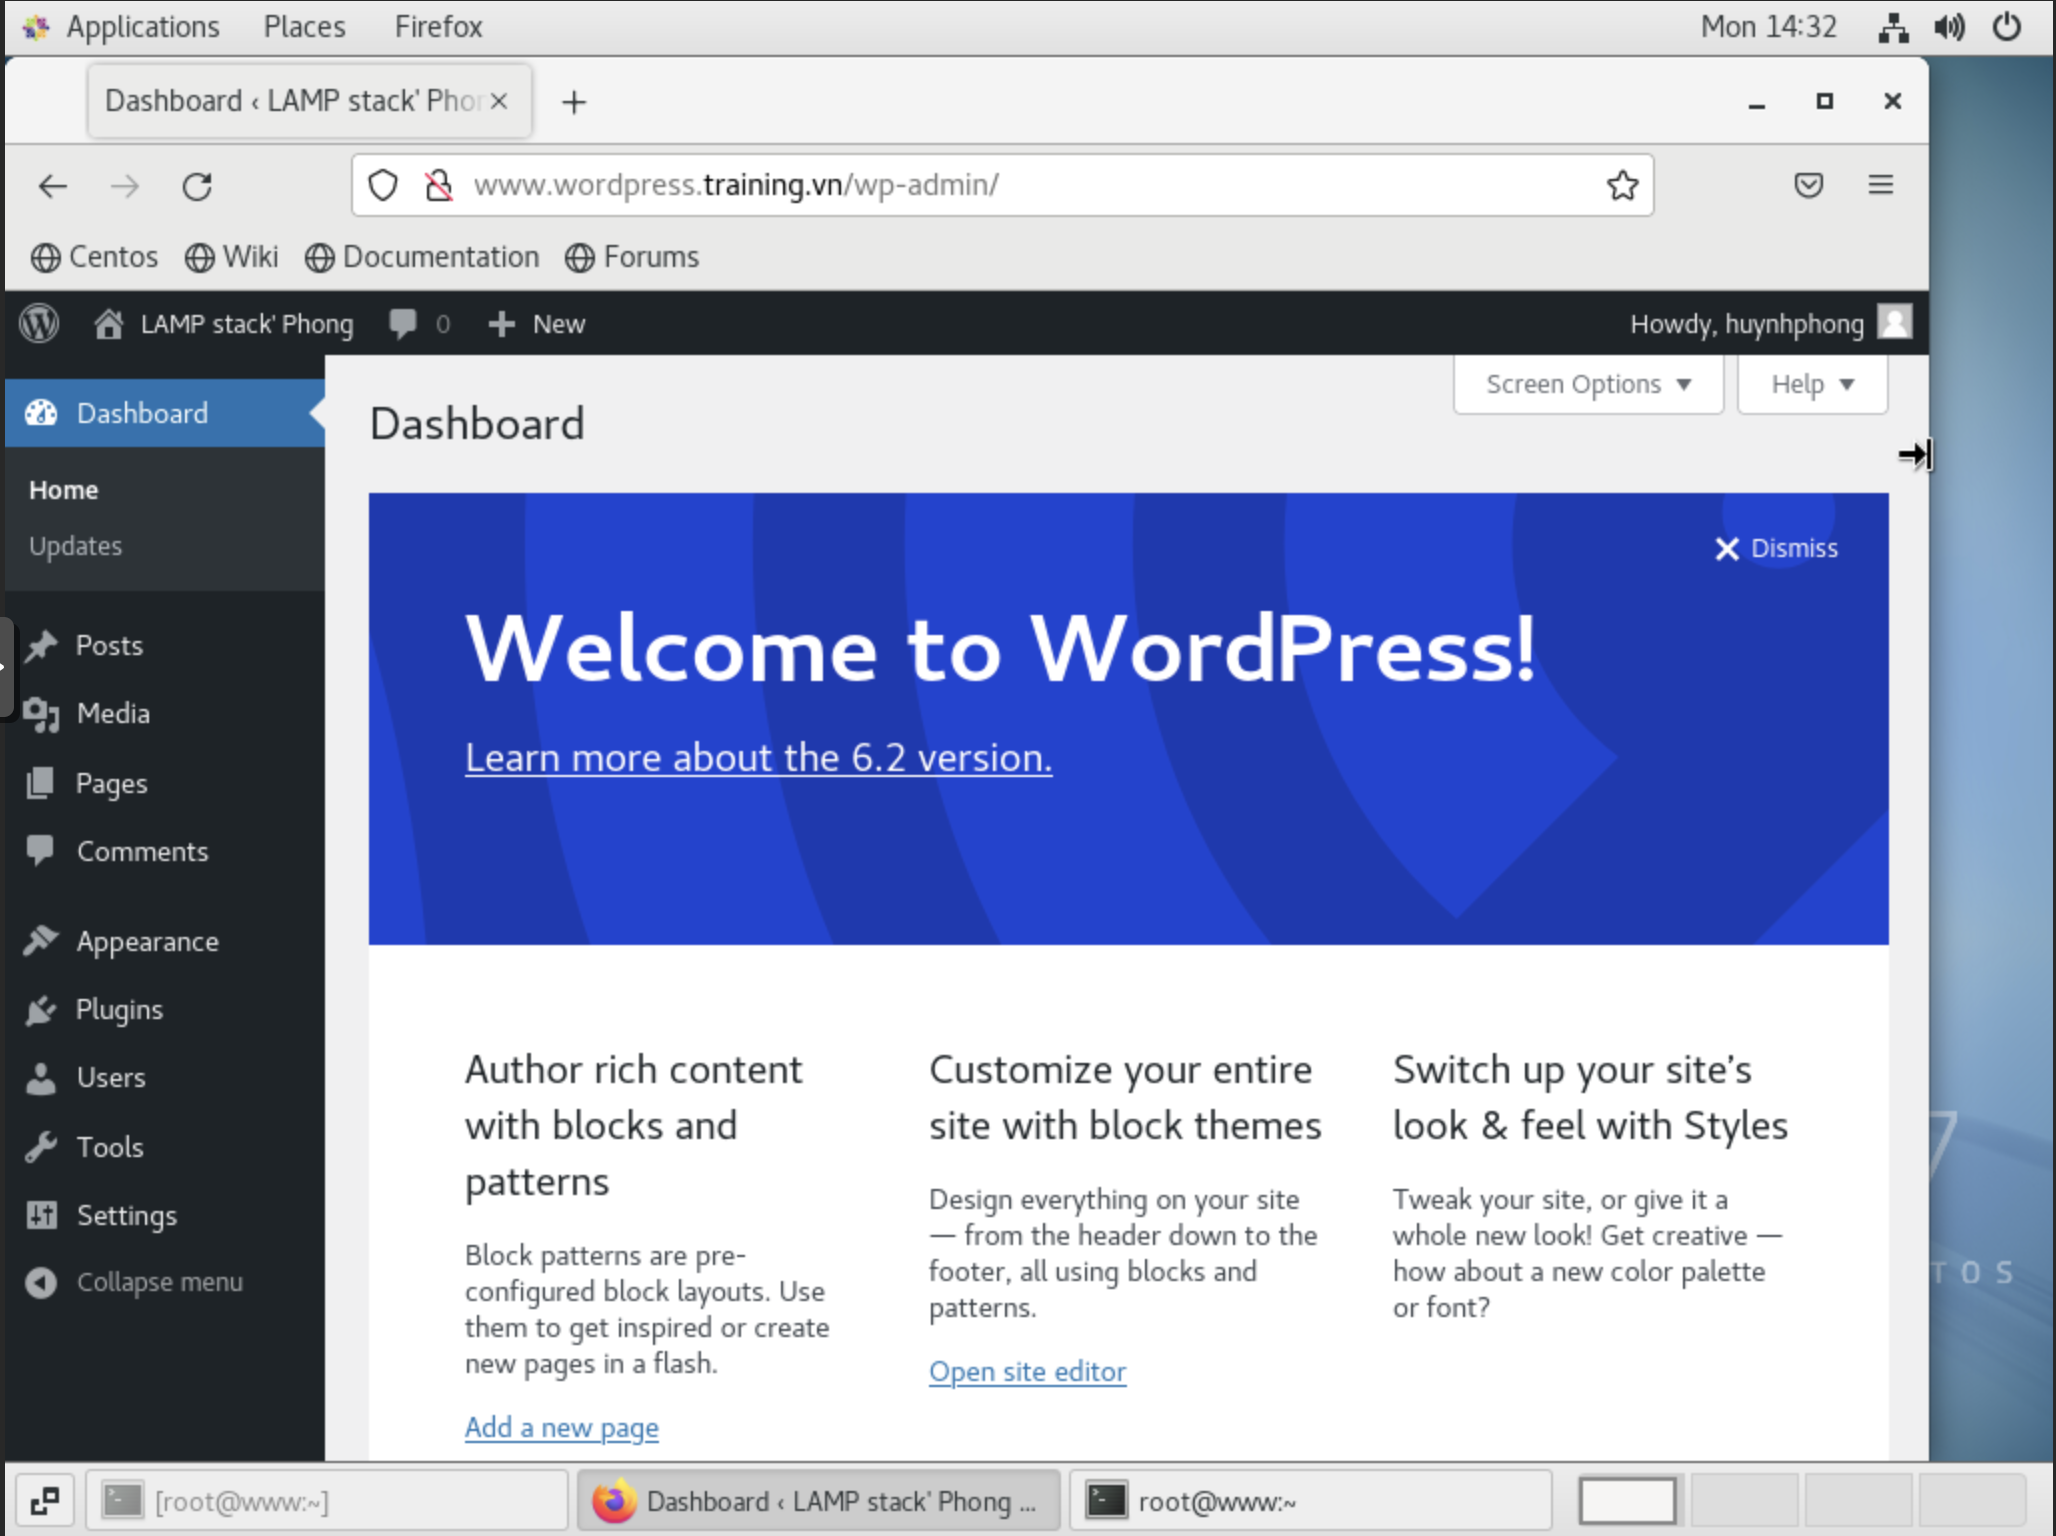 Applications Places Firefox Mon 14:32
Dashboard ‹ LAMP stack' Phon
www.wordpress.training.vn/wp-admin/
Centos Wiki Documentation Forums
LAMP stack' Phong 0 New Howdy, huynhphong
Screen Options Help
Dashboard
Home
Updates
Posts
Media
Pages
Comments
Appearance
Plugins
Users
Tools
Settings
Collapse menu
Dashboard
Dismiss
Welcome to WordPress!
Learn more about the 6.2 version.
Author rich content
with blocks and
patterns
Block patterns are pre-
configured block layouts. Use
them to get inspired or create
new pages in a flash.
Add a new page
Customize your entire
site with block themes
Design everything on your site
— from the header down to the
footer, all using blocks and
patterns.
Open site editor
Switch up your site's
look & feel with Styles
Tweak your site, or give it a
whole new look! Get creative —
how about a new color palette
or font?
7
TOS
[root@www:~] Dashboard ‹ LAMP stack' Phong ... root@www:~